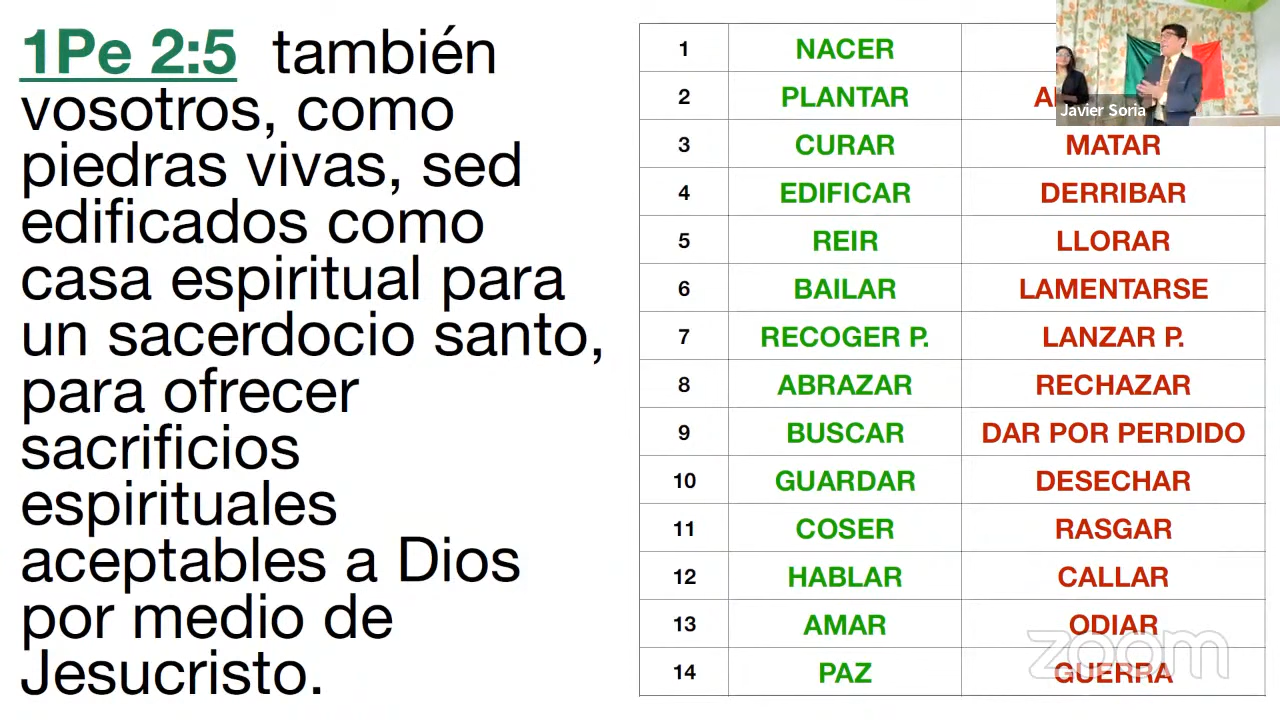 1Pe 2:5 también
vosotros, como
piedras vivas, sed
edificados como
casa espiritual para
un sacerdocio santo,
para ofrecer
sacrificios
espirituales
aceptables a Dios
por medio de
Jesucristo.
1 NACER
2 PLANTAR
3 CURAR MATAR
4 EDIFICAR DERRIBAR
5 REIR LLORAR
6 BAILAR LAMENTARSE
7 RECOGER P. LANZAR P.
8 ABRAZAR RECHAZAR
9 BUSCAR DAR POR PERDIDO
10 GUARDAR DESECHAR
11 COSER RASGAR
12 HABLAR CALLAR
13 AMAR ODIAR
14 PAZ GUERRA
Javier Soria
zoom